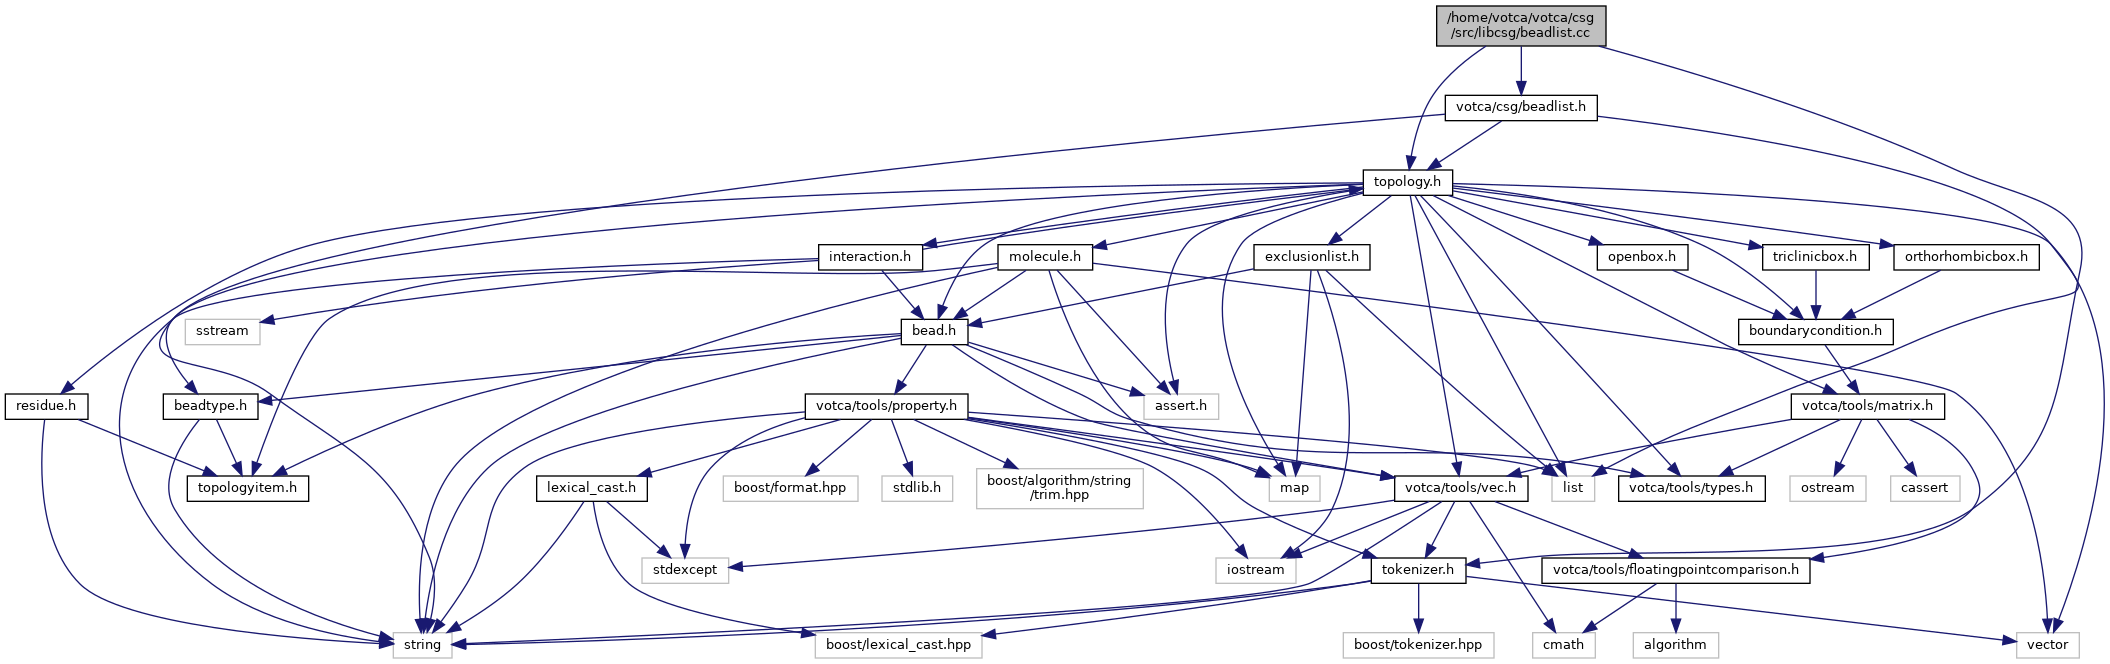 /home/votca/votca/csg
/src/libcsg/beadlist.cc
votca/csg/beadlist.h
topology.h
interaction.h
molecule.h
exclusionlist.h
openbox.h
triclinicbox.h
orthorhombicbox.h
sstream
bead.h
boundarycondition.h
residue.h
beadtype.h
votca/tools/property.h
assert.h
votca/tools/matrix.h
topologyitem.h
lexical_cast.h
boost/format.hpp
stdlib.h
boost/algorithm/string
/trim.hpp
map
votca/tools/vec.h
list
votca/tools/types.h
ostream
cassert
stdexcept
iostream
tokenizer.h
votca/tools/floatingpointcomparison.h
string
boost/lexical_cast.hpp
boost/tokenizer.hpp
cmath
algorithm
vector